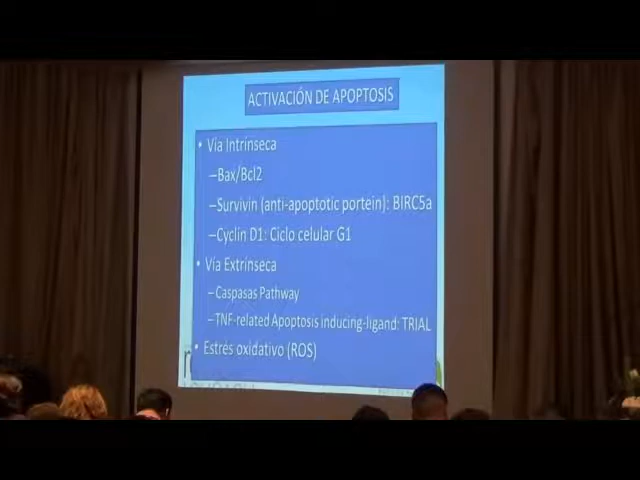 ACTIVACIÓN DE APOPTOSIS
• Vía Intrínseca
–Bax/Bcl2
–Survivin (anti-apoptotic portein): BIRC5a
–Cyclin D1: Ciclo celular G1
• Vía Extrínseca
–Caspasas Pathway
–TNF-related Apoptosis inducing-ligand: TRIAL
• Estrés oxidativo (ROS)